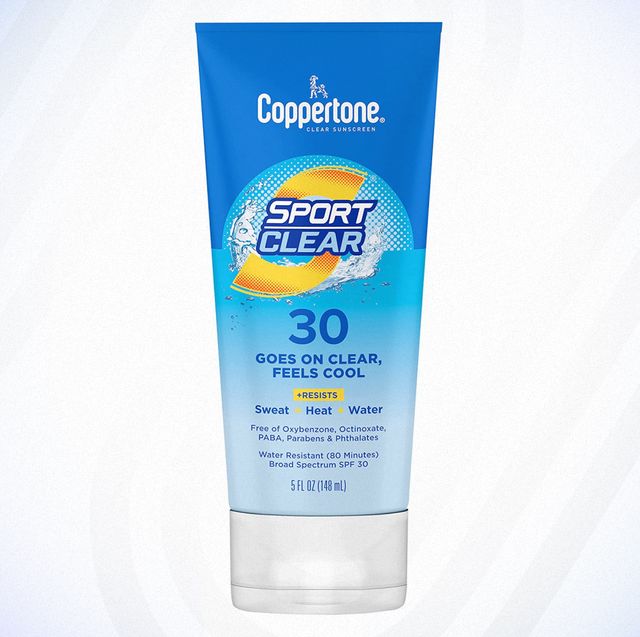 Coppertone®
CLEAR SUNSCREEN
SPORT
CLEAR
30
GOES ON CLEAR,
FEELS COOL
+RESISTS
Sweat Heat Water
Free of Oxybenzone, Octinoxate,
PABA, Parabens & Phthalates
Water Resistant (80 Minutes)
Broad Spectrum SPF 30
5 FL OZ (148 mL)